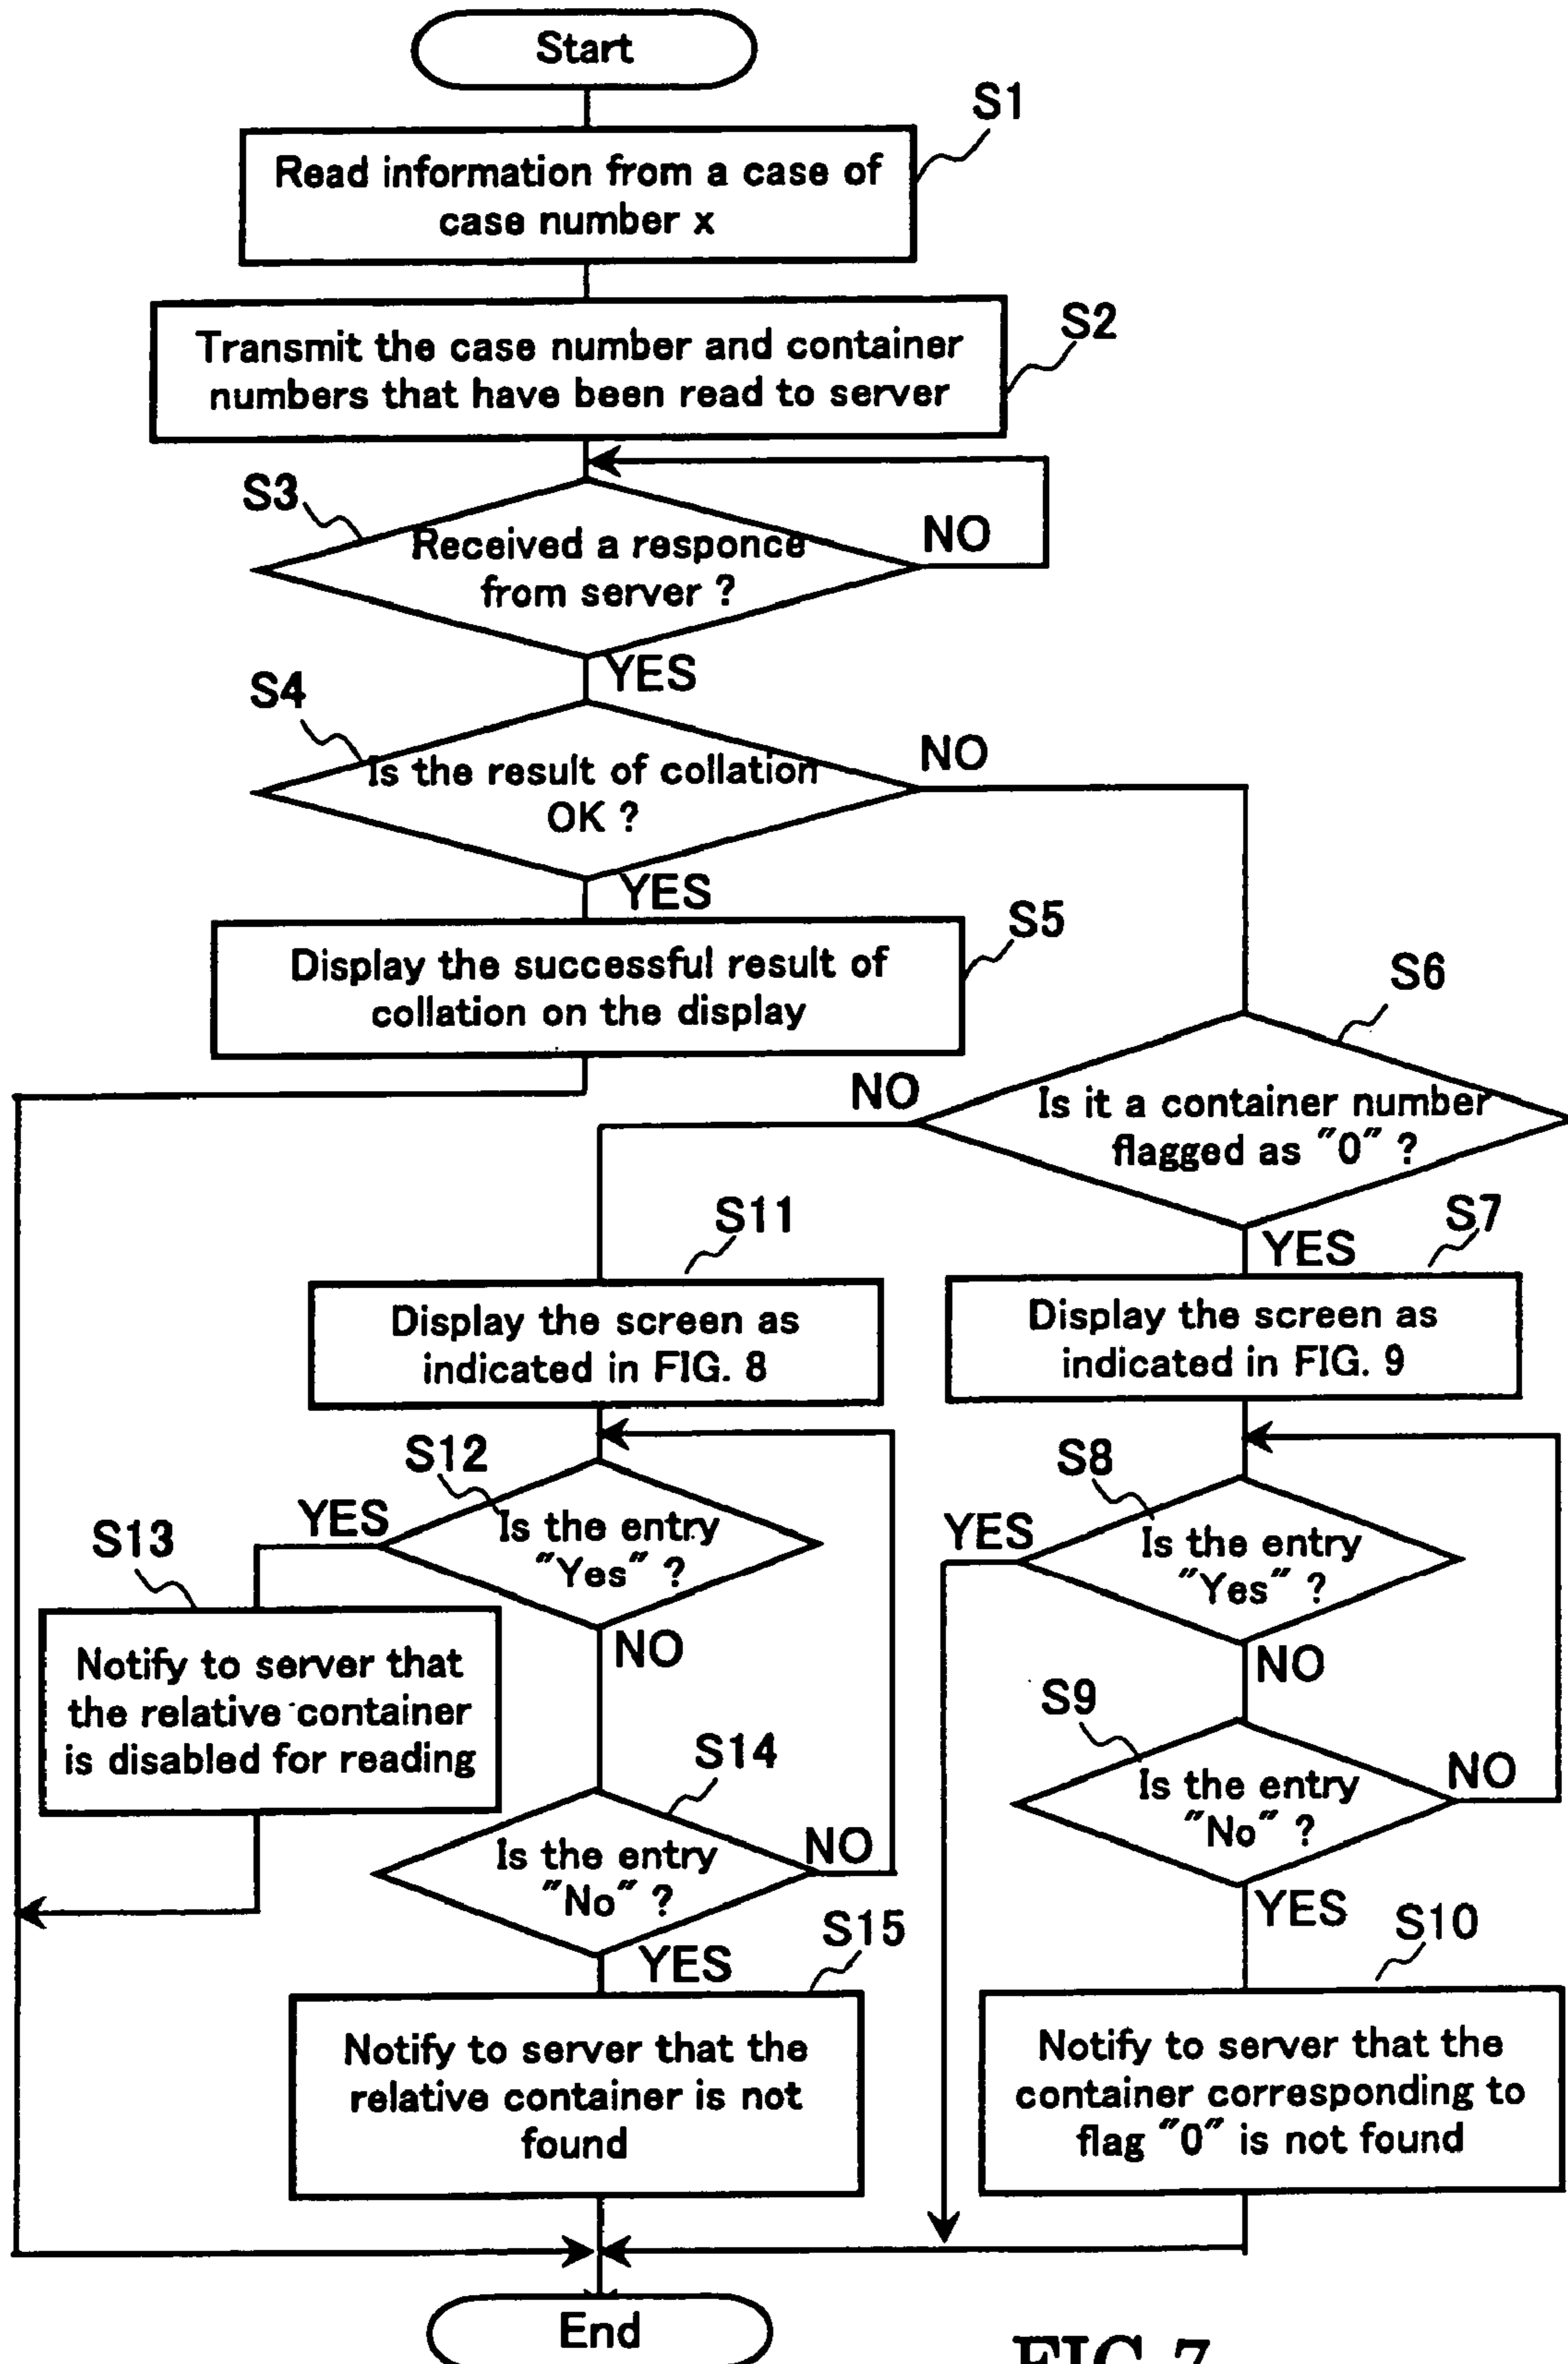 Start
S1
Read information from a case of
case number x
S2
Transmit the case number and container
numbers that have been read to server
S3
Received a responce
from server ?
NO
YES
S4
Is the result of collation
OK ?
NO
YES
S5
Display the successful result of
collation on the display
S6
Is it a container number
flagged as "0" ?
NO
YES
S11
Display the screen as
indicated in FIG. 8
S7
Display the screen as
indicated in FIG. 9
S12
Is the entry
"Yes" ?
YES
NO
S13
Notify to server that
the relative container
is disabled for reading
S8
Is the entry
"Yes" ?
YES
NO
S9
Is the entry
"No" ?
NO
YES
S14
Is the entry
"No" ?
NO
YES
S15
Notify to server that the
relative container is not
found
S10
Notify to server that the
container corresponding to
flag "0" is not found
End
FIG. 7